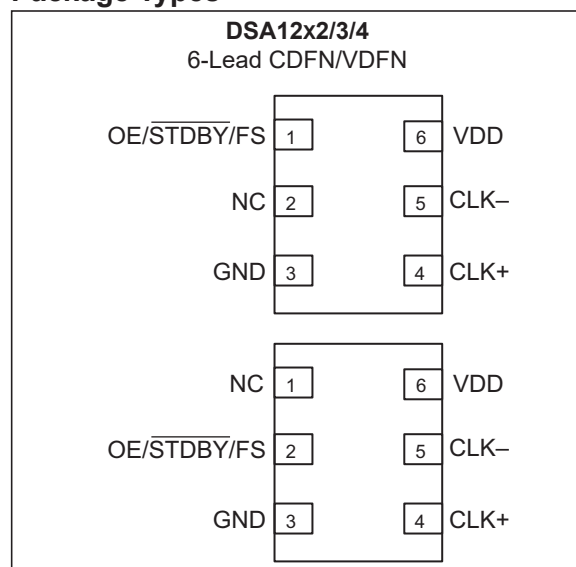 Package Types
DSA12x2/3/4
6-Lead CDFN/VDFN
OE/STDBY/FS 1 6 VDD
NC 2 5 CLK–
GND 3 4 CLK+
NC 1 6 VDD
OE/STDBY/FS 2 5 CLK–
GND 3 4 CLK+